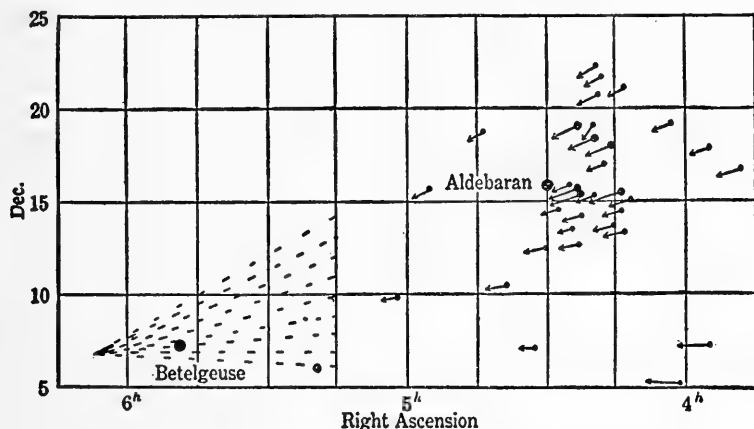 25
20
Aldebaran
Dec.
15
10
Betelgeuse
5
6ʰ
5ʰ
4ʰ
Right Ascension